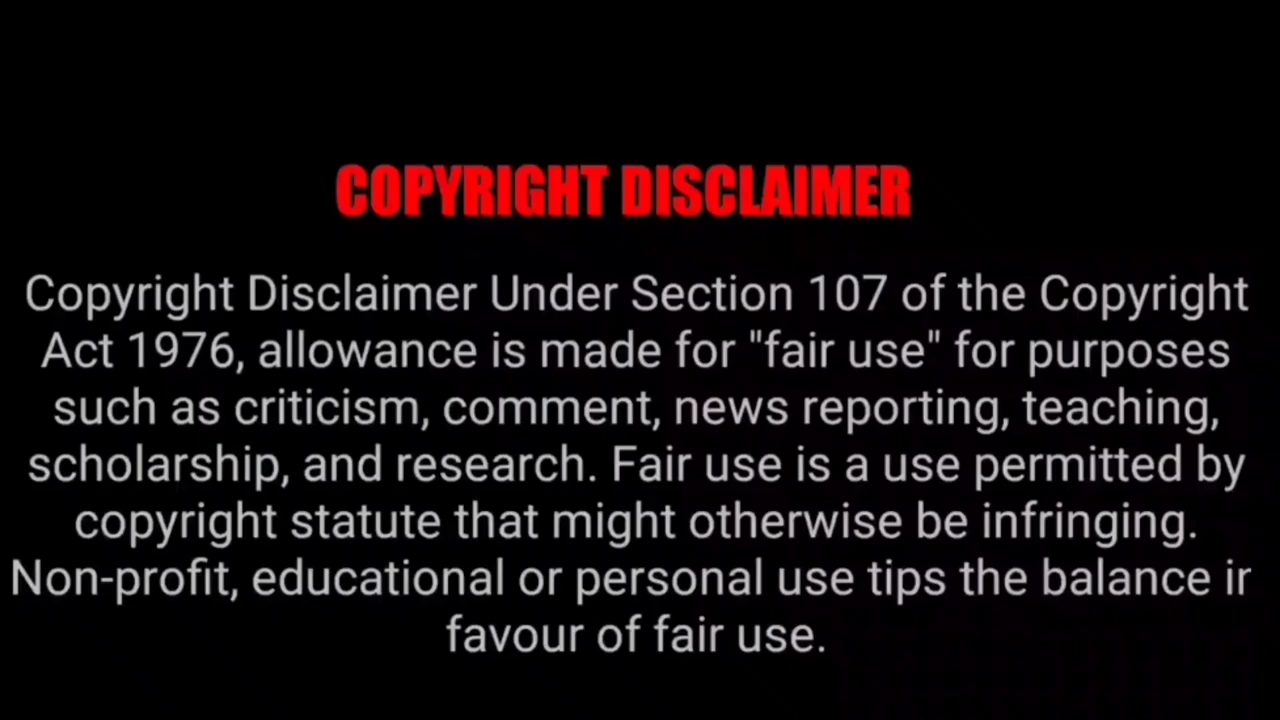 COPYRIGHT DISCLAIMER
Copyright Disclaimer Under Section 107 of the Copyright
Act 1976, allowance is made for "fair use" for purposes
such as criticism, comment, news reporting, teaching,
scholarship, and research. Fair use is a use permitted by
copyright statute that might otherwise be infringing.
Non-profit, educational or personal use tips the balance in
favour of fair use.